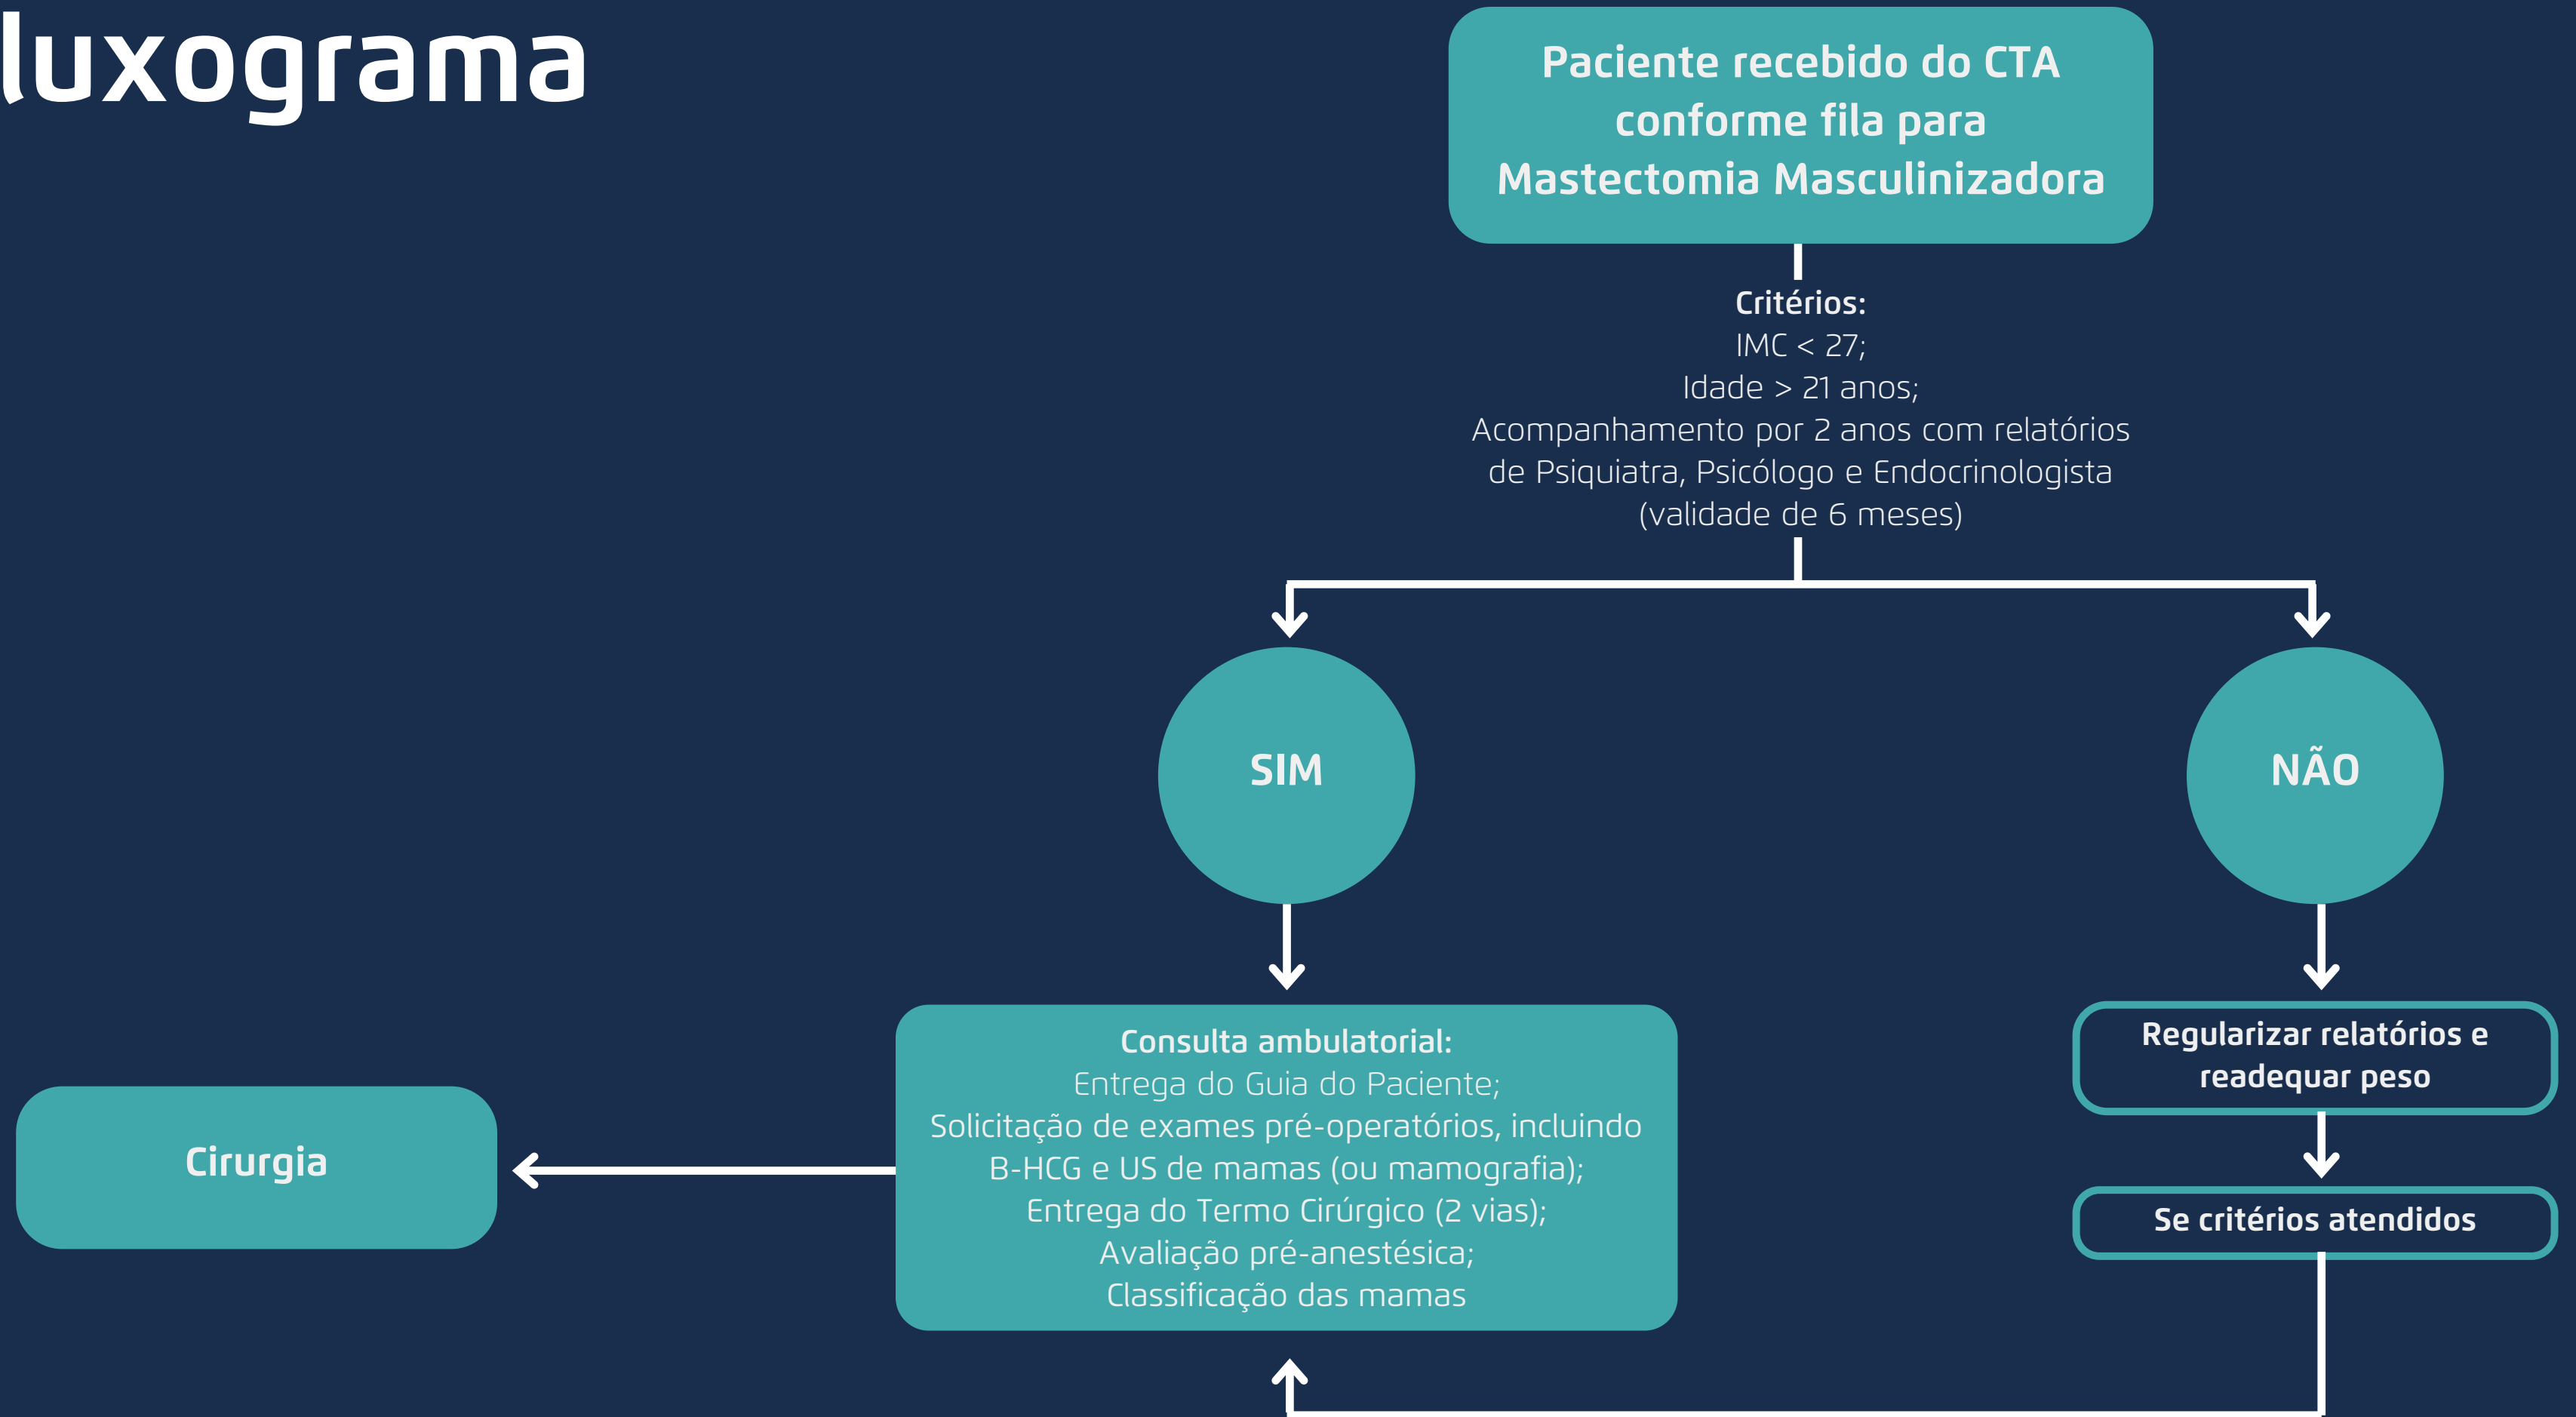 luxograma
Paciente recebido do CTA
conforme fila para
Mastectomia Masculinizadora
Critérios:
IMC < 27;
Idade > 21 anos;
Acompanhamento por 2 anos com relatórios
de Psiquiatra, Psicólogo e Endocrinologista
(validade de 6 meses)
SIM
NÃO
Consulta ambulatorial:
Entrega do Guia do Paciente;
Solicitação de exames pré-operatórios, incluindo
B-HCG e US de mamas (ou mamografia);
Entrega do Termo Cirúrgico (2 vias);
Avaliação pré-anestésica;
Classificação das mamas
Regularizar relatórios e
readequar peso
Se critérios atendidos
Cirurgia